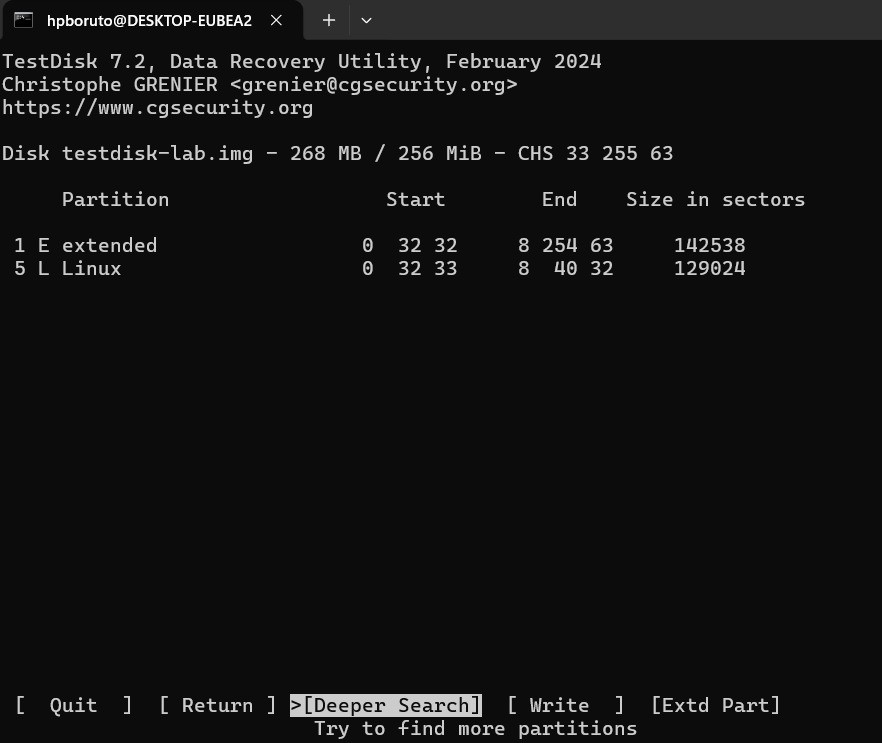 hpboruto@DESKTOP-EUBEA2
TestDisk 7.2, Data Recovery Utility, February 2024
Christophe GRENIER <grenier@cgsecurity.org>
https://www.cgsecurity.org
Disk testdisk-lab.img - 268 MB / 256 MiB - CHS 33 255 63
Partition Start End Size in sectors
1 E extended 0 32 32 8 254 63 142538
5 L Linux 0 32 33 8 40 32 129024
[ Quit ] [ Return ] >[Deeper Search] [ Write ] [Extd Part]
Try to find more partitions